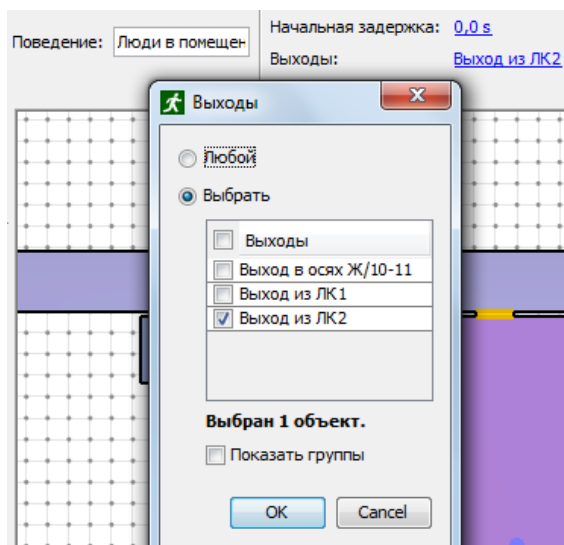 Начальная задержка: 0,0 s
Поведение: Люди в помещен
Выходы: Выход из ЛК2
Выходы
Любой
Выбрать
Выходы
Выход в осях Ж/10-11
Выход из ЛК1
Выход из ЛК2
Выбран 1 объект.
Показать группы
OK Cancel